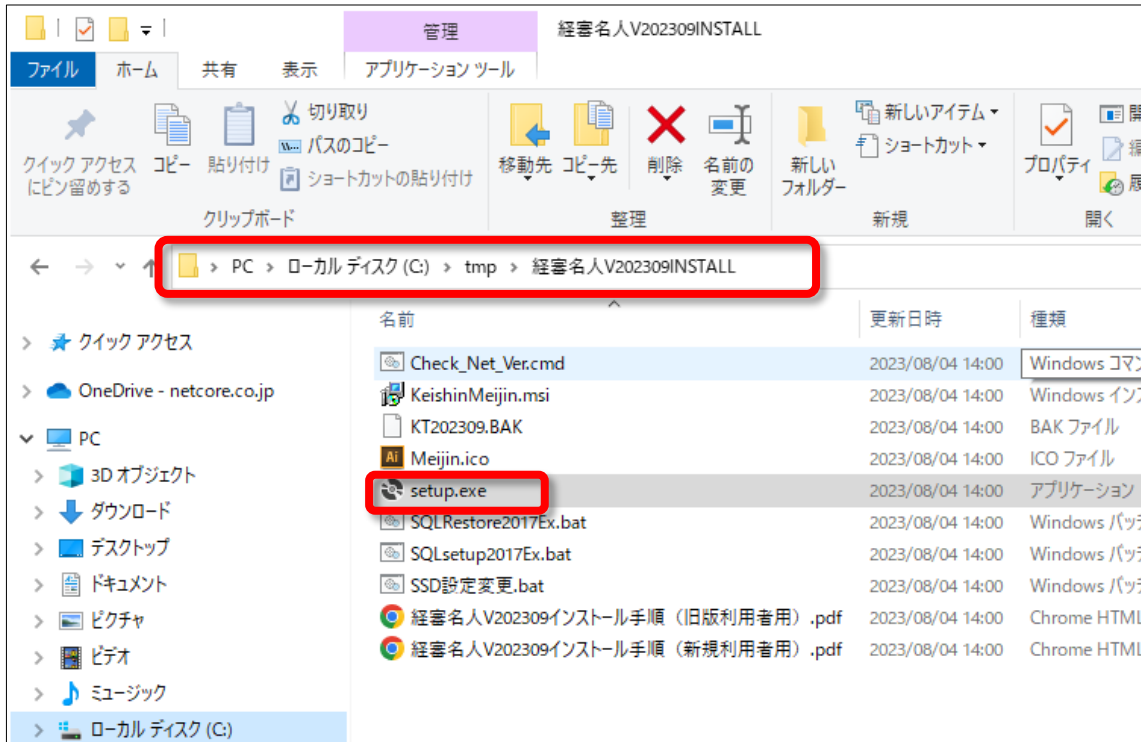 管理
経審名人V202309INSTALL
ファイル
ホーム
共有
表示
アプリケーション ツール
クイック アクセス
にピン留めする
コピー
貼り付け
切り取り
パスのコピー
ショートカットの貼り付け
クリップボード
移動先
コピー先
削除
名前の
変更
整理
新しい
フォルダー
新しいアイテム
ショートカット
新規
プロパティ
開
編
履
開く
PC
ローカル ディスク (C:)
tmp
経審名人V202309INSTALL
クイック アクセス
OneDrive - netcore.co.jp
PC
3D オブジェクト
ダウンロード
デスクトップ
ドキュメント
ピクチャ
ビデオ
ミュージック
ローカル ディスク (C:)
名前 更新日時 種類
Check_Net_Ver.cmd 2023/08/04 14:00 Windows コマン
KeishinMeijin.msi 2023/08/04 14:00 Windows インス
KT202309.BAK 2023/08/04 14:00 BAK ファイル
Ai Meijin.ico 2023/08/04 14:00 ICO ファイル
setup.exe 2023/08/04 14:00 アプリケーション
SQLRestore2017Ex.bat 2023/08/04 14:00 Windows バッチ
SQLsetup2017Ex.bat 2023/08/04 14:00 Windows バッチ
SSD設定変更.bat 2023/08/04 14:00 Windows バッチ
経審名人V202309インストール手順（旧版利用者用）.pdf 2023/08/04 14:00 Chrome HTML
経審名人V202309インストール手順（新規利用者用）.pdf 2023/08/04 14:00 Chrome HTML